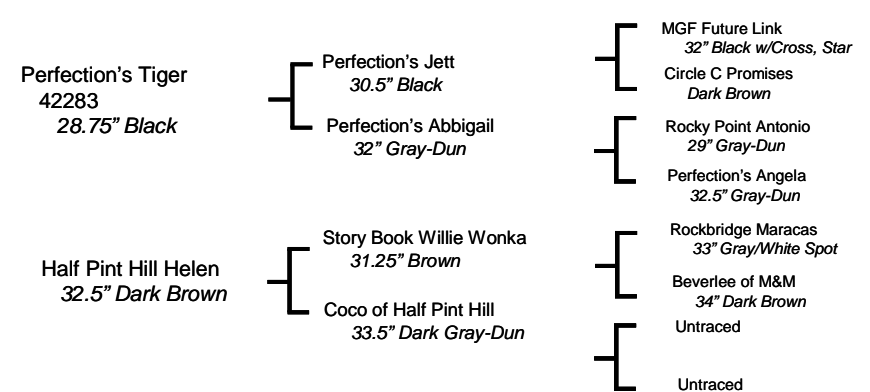 Perfection’s Tiger
42283
28.75” Black
Perfection’s Jett
30.5” Black
Perfection’s Abbigail
32” Gray-Dun
MGF Future Link
32” Black w/Cross, Star
Circle C Promises
Dark Brown
Rocky Point Antonio
29” Gray-Dun
Perfection’s Angela
32.5” Gray-Dun
Half Pint Hill Helen
32.5” Dark Brown
Story Book Willie Wonka
31.25” Brown
Coco of Half Pint Hill
33.5” Dark Gray-Dun
Rockbridge Maracas
33” Gray/White Spot
Beverlee of M&M
34” Dark Brown
Untraced
Untraced